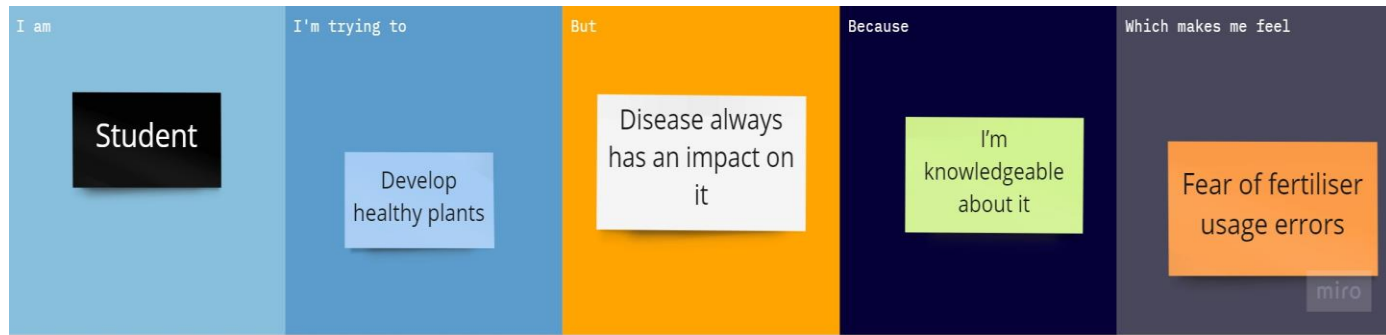 I am
I'm trying to
But
Because
Which makes me feel
Student
Develop
healthy plants
Disease always
has an impact on
it
I’m
knowledgeable
about it
Fear of fertiliser
usage errors
miro